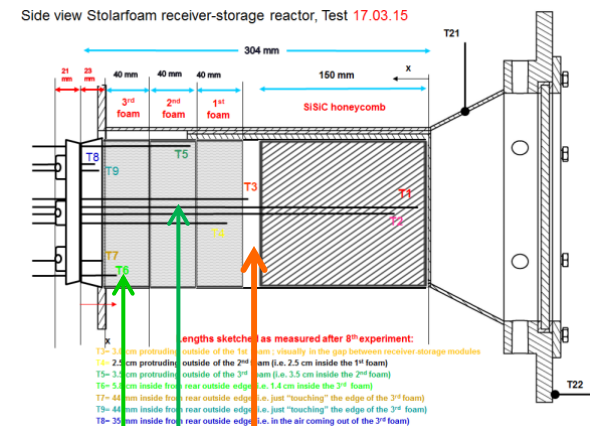 Side view Stolarfoam receiver-storage reactor, Test 17.03.15
T21
304 mm
x
21 mm
23 mm
40 mm
40 mm
40 mm
150 mm
3rd foam
2nd foam
1st foam
SiSiC honeycomb
T8
T5
T9
T3
T1
T2
T4
T7
T6
x
Lengths sketched as measured after 8th experiment:
cm protruding outside of the 1st foam ; visually in the gap between receiver-storage modules
2.5 cm protruding outside of the 2nd foam (i.e. 2.5 cm inside the 1st foam)
T5= cm protruding outside of the 3rd foam (i.e. 3.5 cm inside the 2nd foam)
T6= cm inside from rear outside edge (i.e. 1.4 cm inside the 3rd foam)
T7= 44 mm inside from rear outside edge i.e. just "touching" the edge of the 3rd foam)
T9= 44 mm inside from rear outside edge i.e. just "touching" the edge of the 3rd foam)
T8= 35 mm inside from rear outside edge i.e. in the air coming out of the 3rd foam)
T22